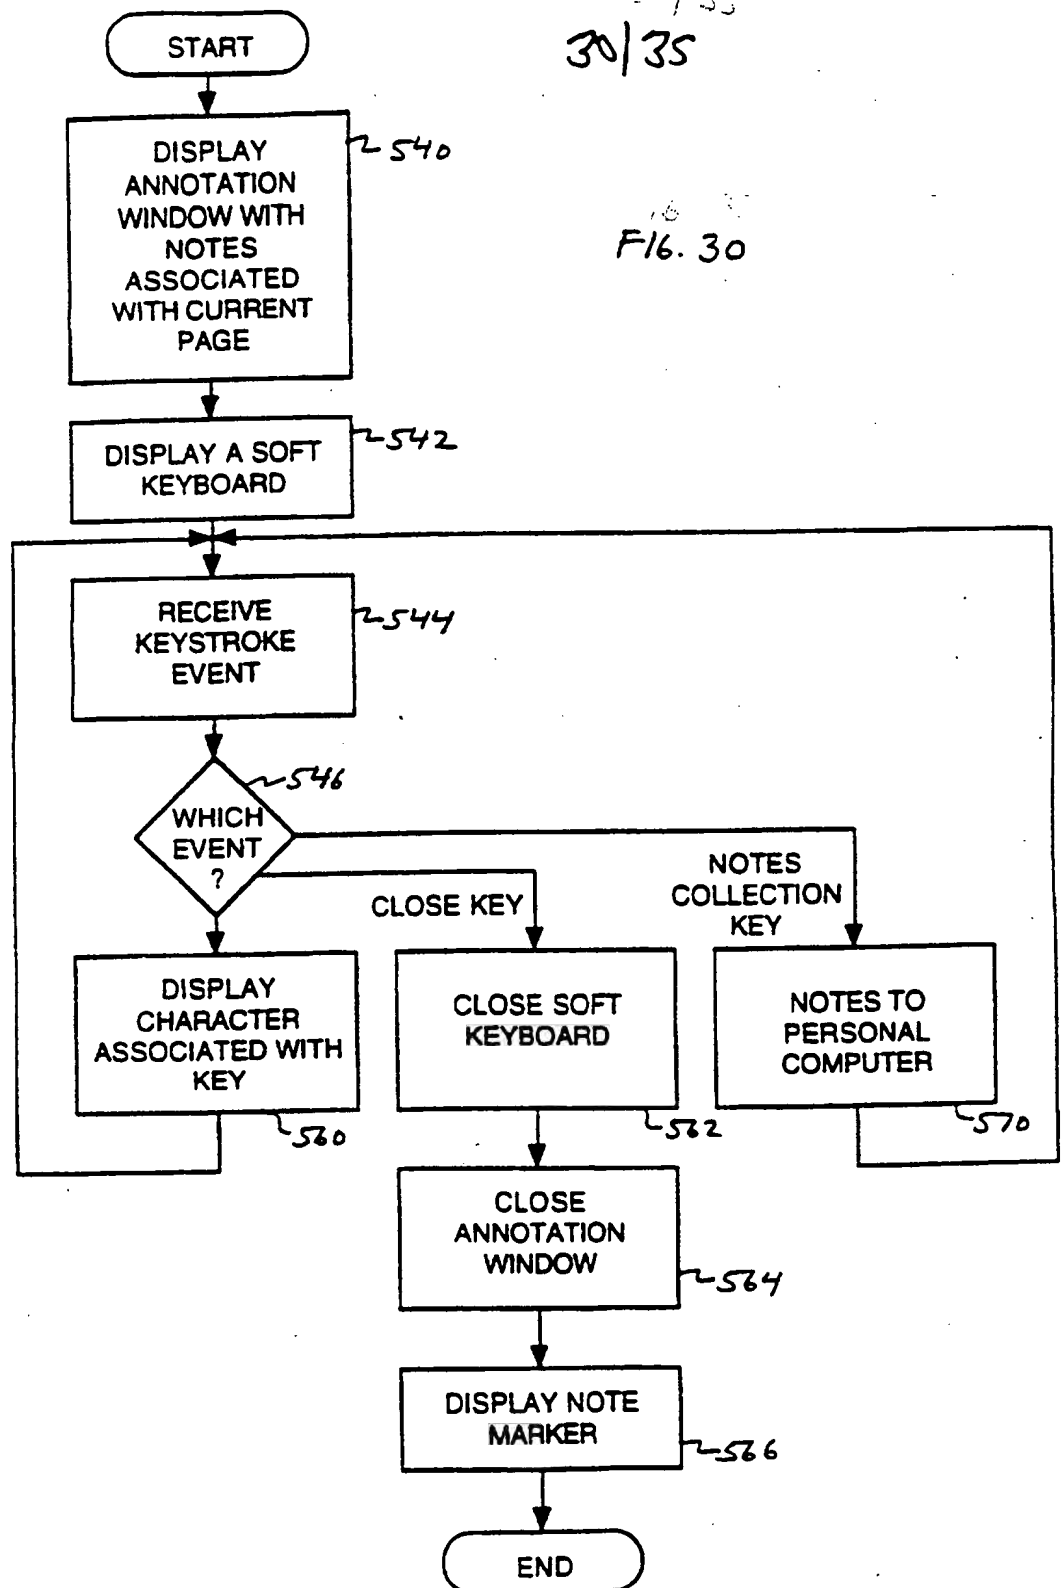 START
30/35
DISPLAY
ANNOTATION
WINDOW WITH
NOTES
ASSOCIATED
WITH CURRENT
PAGE
540
FIG. 30
DISPLAY A SOFT
KEYBOARD
542
RECEIVE
KEYSTROKE
EVENT
544
WHICH
EVENT
?
546
CLOSE KEY
NOTES
COLLECTION
KEY
DISPLAY
CHARACTER
ASSOCIATED WITH
KEY
560
CLOSE SOFT
KEYBOARD
562
NOTES TO
PERSONAL
COMPUTER
570
CLOSE
ANNOTATION
WINDOW
564
DISPLAY NOTE
MARKER
566
END